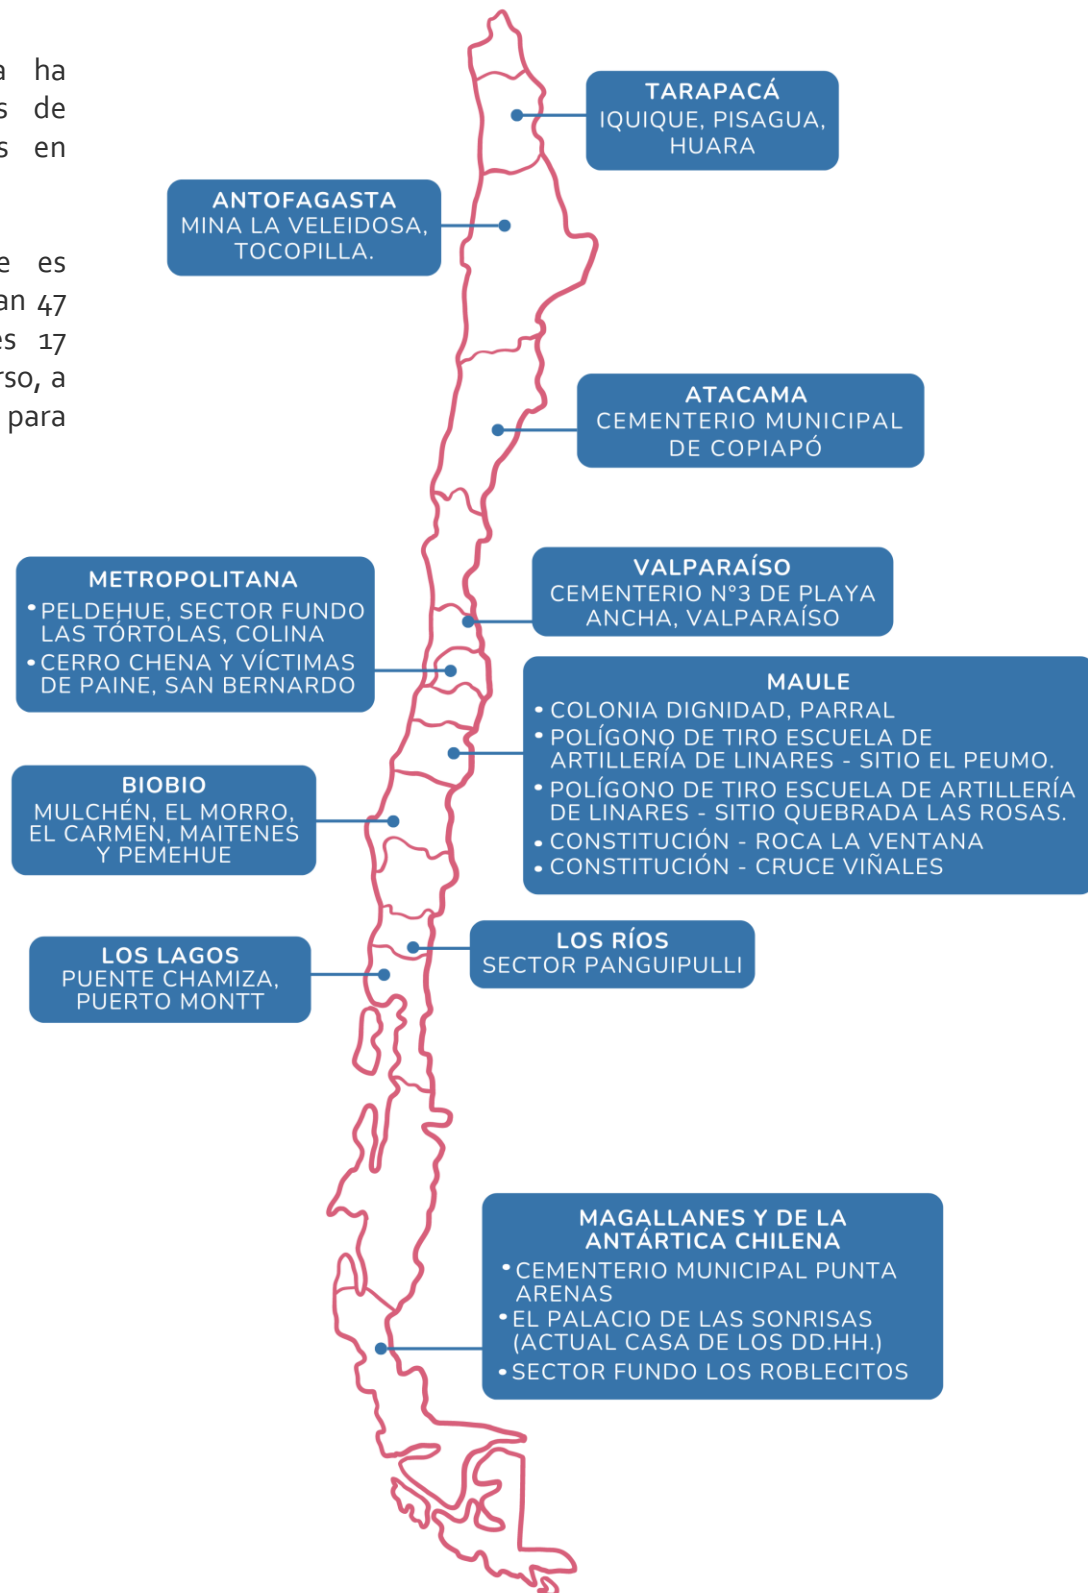 a ha
s de
s en
e es
an 47
es 17
rso, a
para
TARAPACÁ
IQUIQUE, PISAGUA,
HUARA
ANTOFAGASTA
MINA LA VELEIDOSA,
TOCOPILLA.
ATACAMA
CEMENTERIO MUNICIPAL
DE COPIAPÓ
METROPOLITANA
• PELDEHUE, SECTOR FUNDO
LAS TÓRTOLAS, COLINA
• CERRO CHENA Y VÍCTIMAS
DE PAINE, SAN BERNARDO
VALPARAÍSO
CEMENTERIO N°3 DE PLAYA
ANCHA, VALPARAÍSO
MAULE
• COLONIA DIGNIDAD, PARRAL
• POLÍGONO DE TIRO ESCUELA DE
ARTILLERÍA DE LINARES - SITIO EL PEUMO.
• POLÍGONO DE TIRO ESCUELA DE ARTILLERÍA
DE LINARES - SITIO QUEBRADA LAS ROSAS.
• CONSTITUCIÓN - ROCA LA VENTANA
• CONSTITUCIÓN - CRUCE VIÑALES
BIOBIO
MULCHÉN, EL MORRO,
EL CARMEN, MAITENES
Y PEMEHUE
LOS RÍOS
SECTOR PANGUIPULLI
LOS LAGOS
PUENTE CHAMIZA,
PUERTO MONTT
MAGALLANES Y DE LA
ANTÁRTICA CHILENA
• CEMENTERIO MUNICIPAL PUNTA
ARENAS
• EL PALACIO DE LAS SONRISAS
(ACTUAL CASA DE LOS DD.HH.)
• SECTOR FUNDO LOS ROBLECITOS